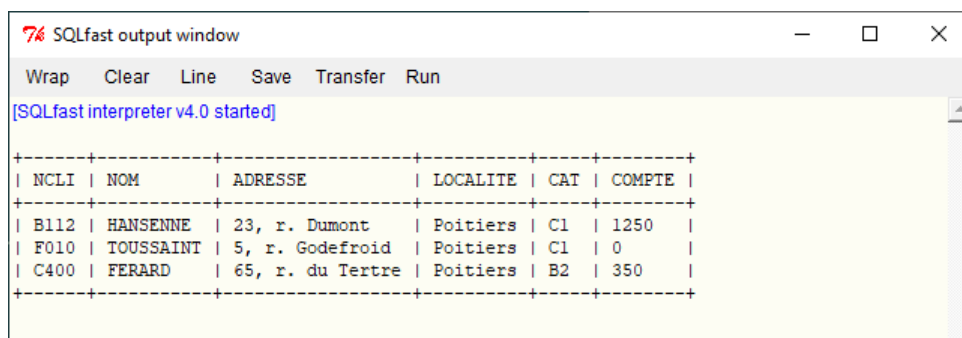 SQLfast output window
Wrap Clear Line Save Transfer Run
[SQLfast interpreter v4.0 started]
+------+-----------+------------------+----------+-----+--------+
| NCLI | NOM       | ADRESSE          | LOCALITE | CAT | COMPTE |
+------+-----------+------------------+----------+-----+--------+
| B112 | HANSENNE  | 23, r. Dumont    | Poitiers | C1  | 1250   |
| F010 | TOUSSAINT | 5, r. Godefroid  | Poitiers | C1  | 0      |
| C400 | FERARD    | 65, r. du Tertre | Poitiers | B2  | 350    |
+------+-----------+------------------+----------+-----+--------+